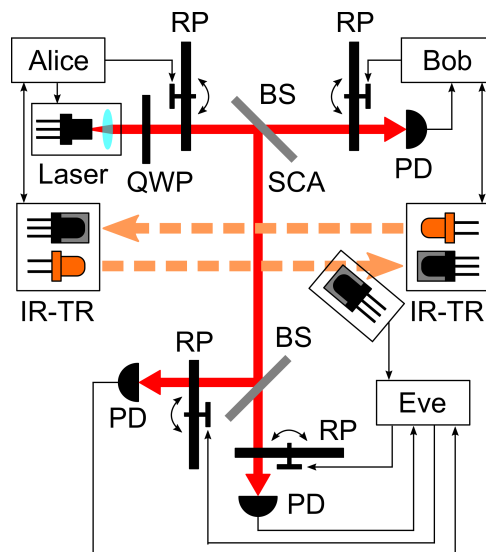 RP
RP
Alice
Bob
BS
Laser
QWP
SCA
PD
IR-TR
IR-TR
BS
RP
PD
Eve
RP
PD